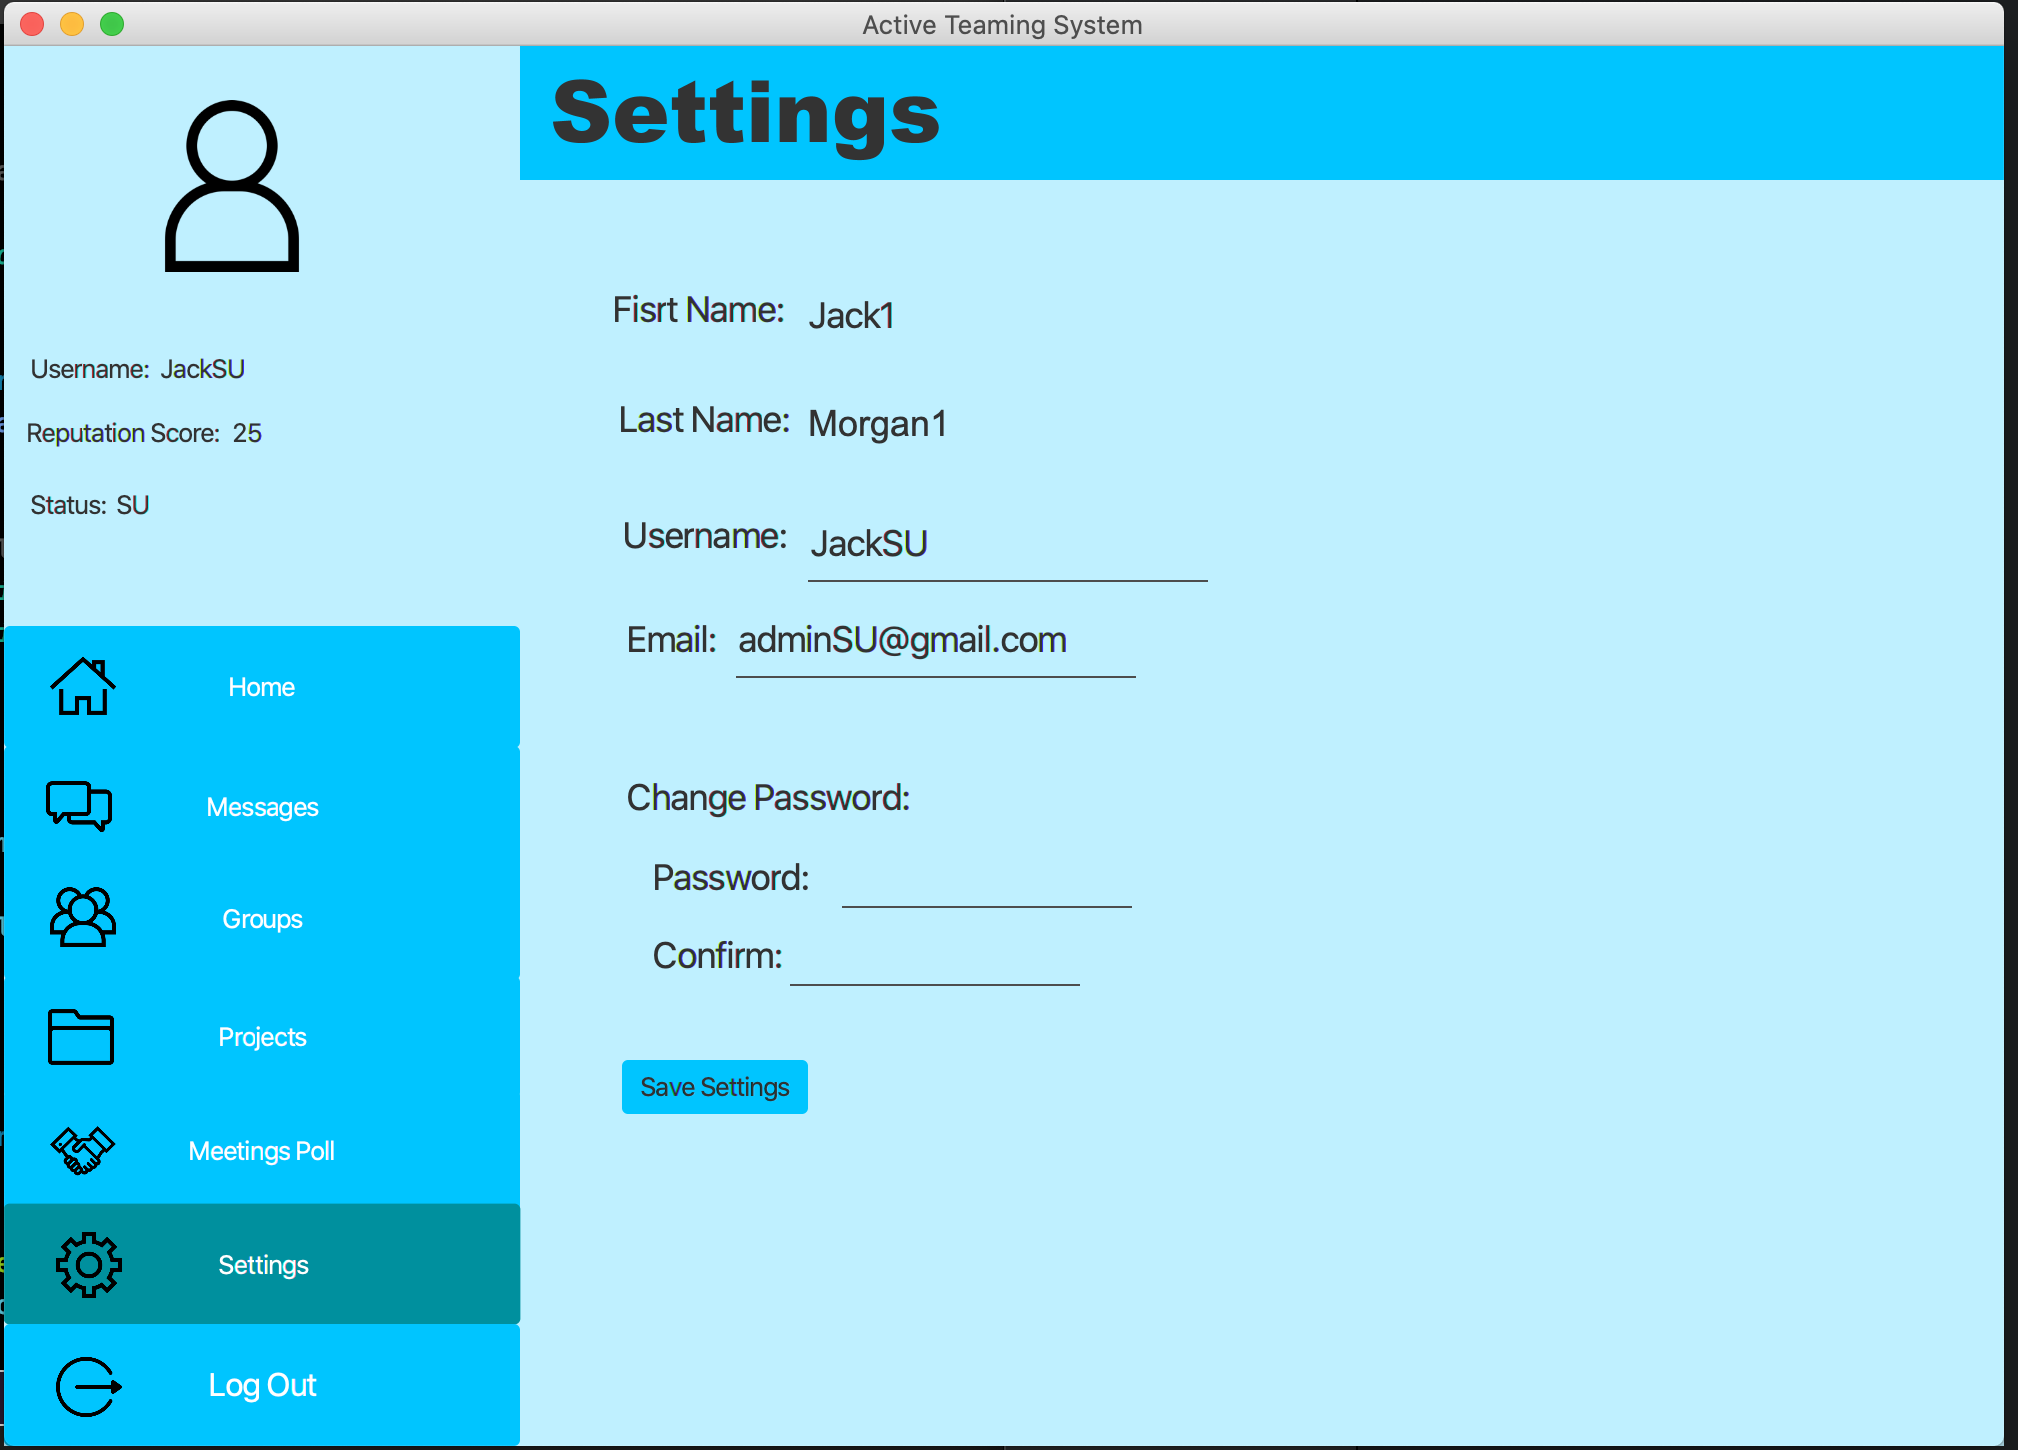 Active Teaming System
Settings
Username: JackSU
Reputation Score: 25
Status: SU
Home
Messages
Groups
Projects
Meetings Poll
Settings
Log Out
Fisrt Name: Jack1
Last Name: Morgan1
Username: JackSU
Email: adminSU@gmail.com
Change Password:
Password:
Confirm:
Save Settings